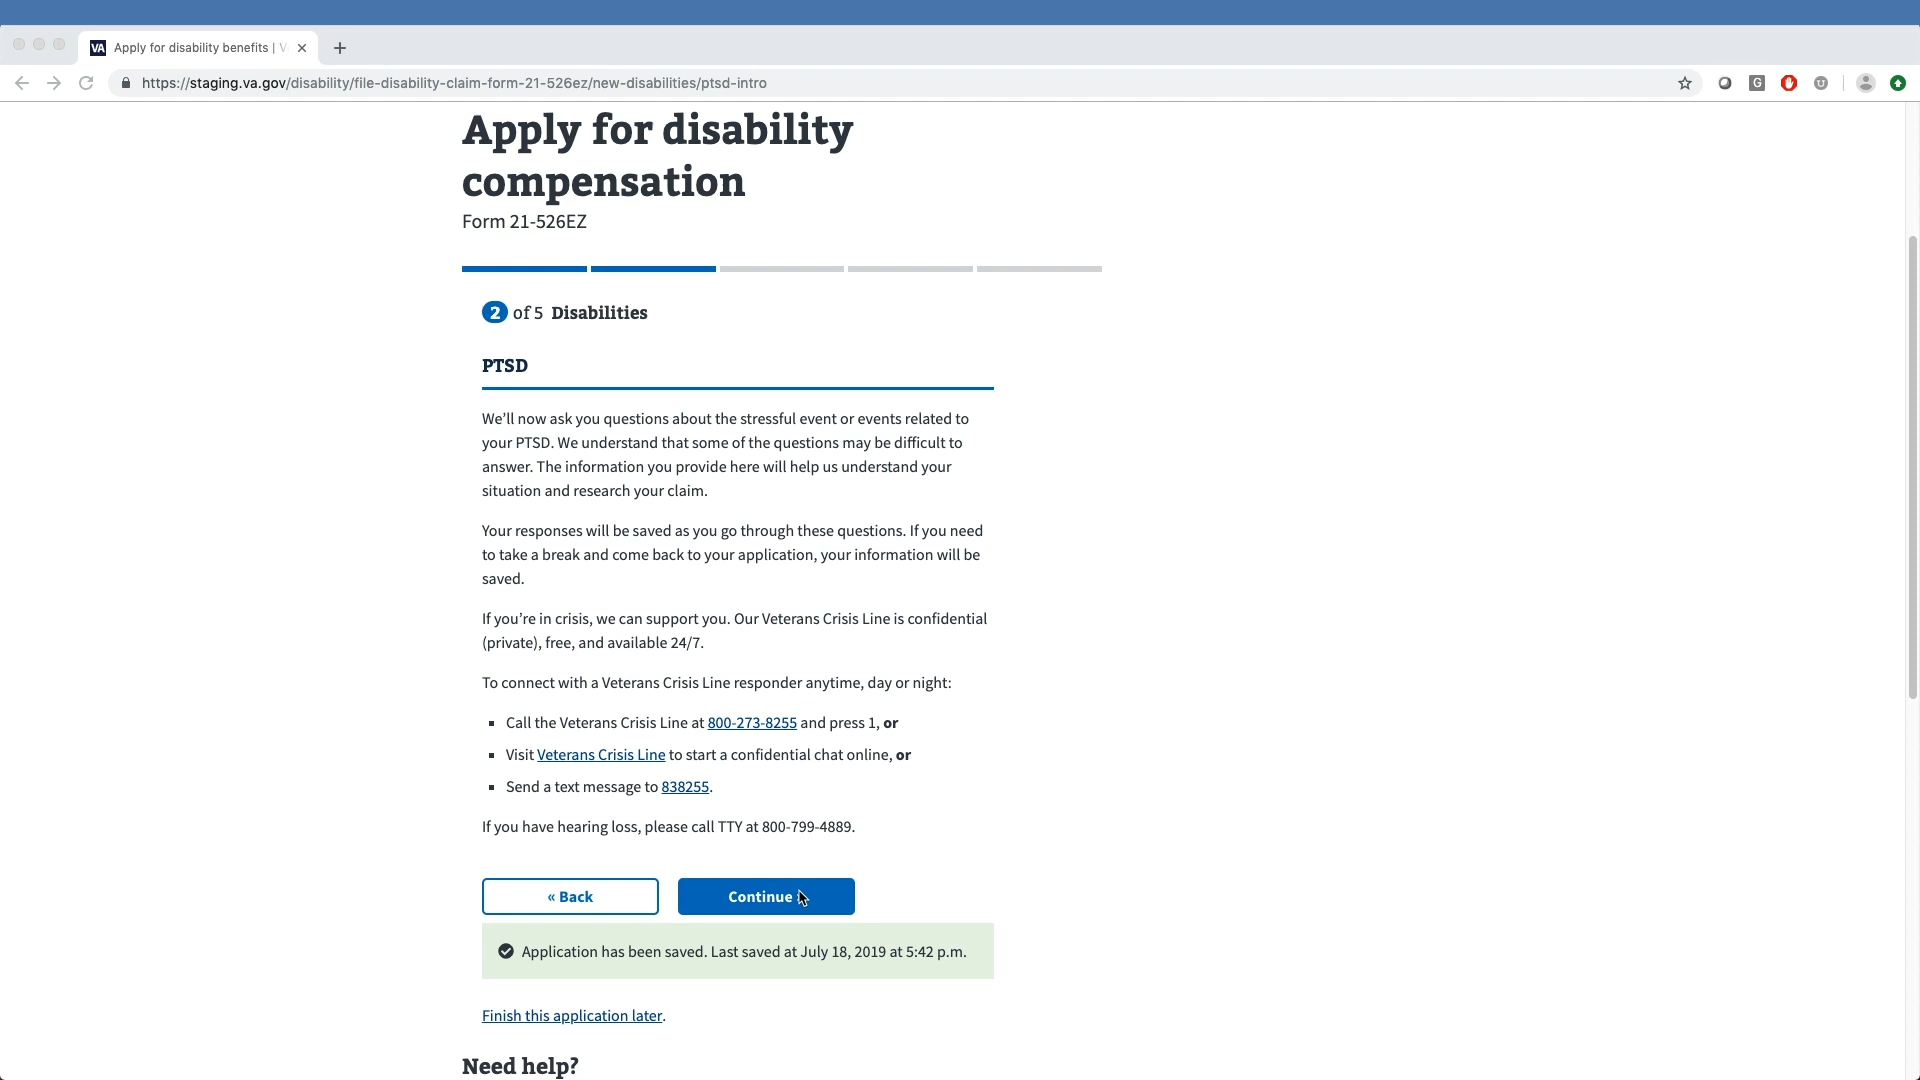 VA Apply for disability benefits | V
https://staging.va.gov/disability/file-disability-claim-form-21-526ez/new-disabilities/ptsd-intro
G
Apply for disability
compensation
Form 21-526EZ
2 of 5 Disabilities
PTSD
We’ll now ask you questions about the stressful event or events related to
your PTSD. We understand that some of the questions may be difficult to
answer. The information you provide here will help us understand your
situation and research your claim.
Your responses will be saved as you go through these questions. If you need
to take a break and come back to your application, your information will be
saved.
If you’re in crisis, we can support you. Our Veterans Crisis Line is confidential
(private), free, and available 24/7.
To connect with a Veterans Crisis Line responder anytime, day or night:
▪ Call the Veterans Crisis Line at 800-273-8255 and press 1, or
▪ Visit Veterans Crisis Line to start a confidential chat online, or
▪ Send a text message to 838255.
If you have hearing loss, please call TTY at 800-799-4889.
« Back Continue
Application has been saved. Last saved at July 18, 2019 at 5:42 p.m.
Finish this application later.
Need help?